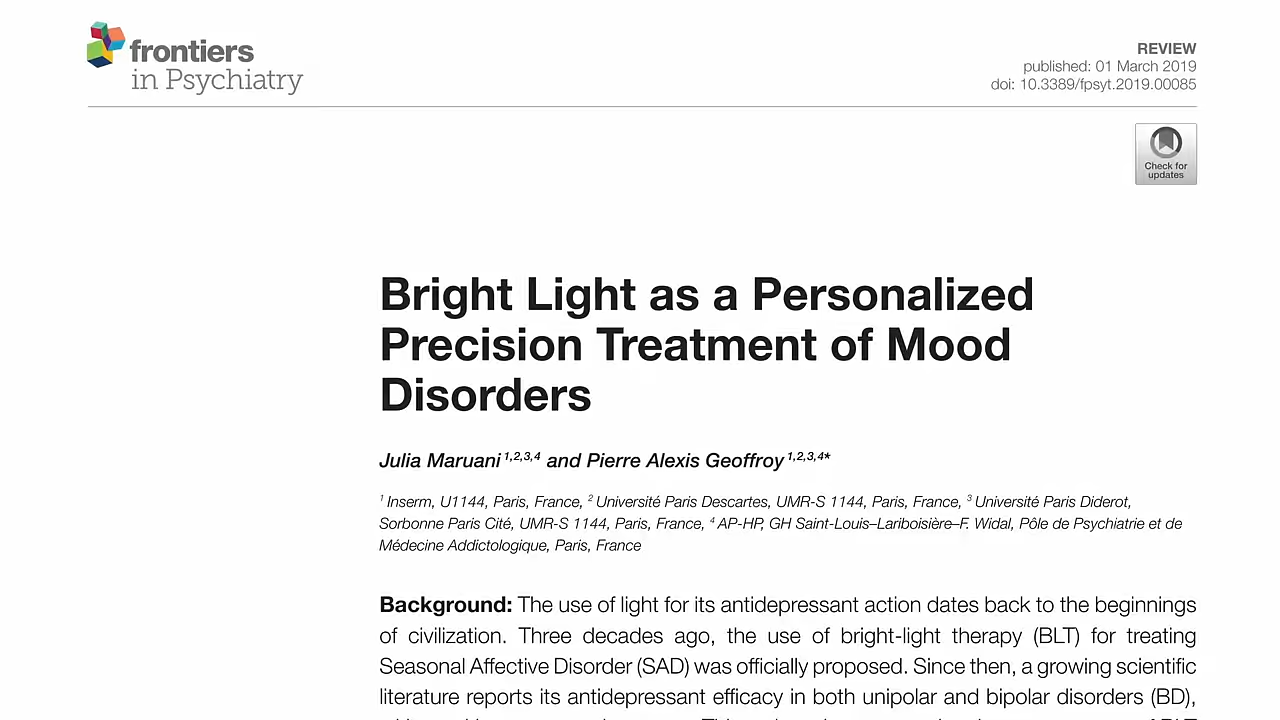 frontiers
in Psychiatry
REVIEW
published: 01 March 2019
doi: 10.3389/fpsyt.2019.00085
Check for
updates
Bright Light as a Personalized
Precision Treatment of Mood
Disorders
Julia Maruani 1,2,3,4 and Pierre Alexis Geoffroy 1,2,3,4*
1 Inserm, U1144, Paris, France, 2 Université Paris Descartes, UMR-S 1144, Paris, France, 3 Université Paris Diderot,
Sorbonne Paris Cité, UMR-S 1144, Paris, France, 4 AP-HP, GH Saint-Louis–Lariboisière–F. Widal, Pôle de Psychiatrie et de
Médecine Addictologique, Paris, France
Background: The use of light for its antidepressant action dates back to the beginnings
of civilization. Three decades ago, the use of bright-light therapy (BLT) for treating
Seasonal Affective Disorder (SAD) was officially proposed. Since then, a growing scientific
literature reports its antidepressant efficacy in both unipolar and bipolar disorders (BD),